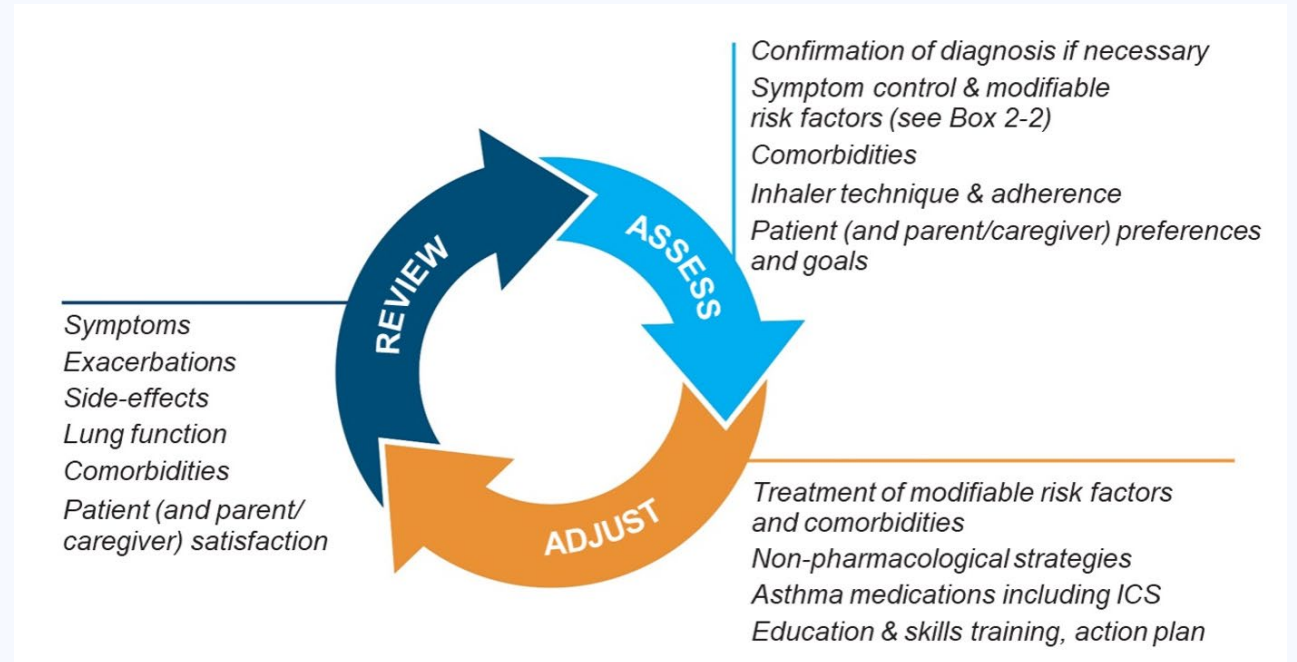 Confirmation of diagnosis if necessary
Symptom control & modifiable
risk factors (see Box 2-2)
Comorbidities
Inhaler technique & adherence
Patient (and parent/caregiver) preferences
and goals
ASSESS
REVIEW
Symptoms
Exacerbations
Side-effects
Lung function
Comorbidities
Patient (and parent/
caregiver) satisfaction
ADJUST
Treatment of modifiable risk factors
and comorbidities
Non-pharmacological strategies
Asthma medications including ICS
Education & skills training, action plan